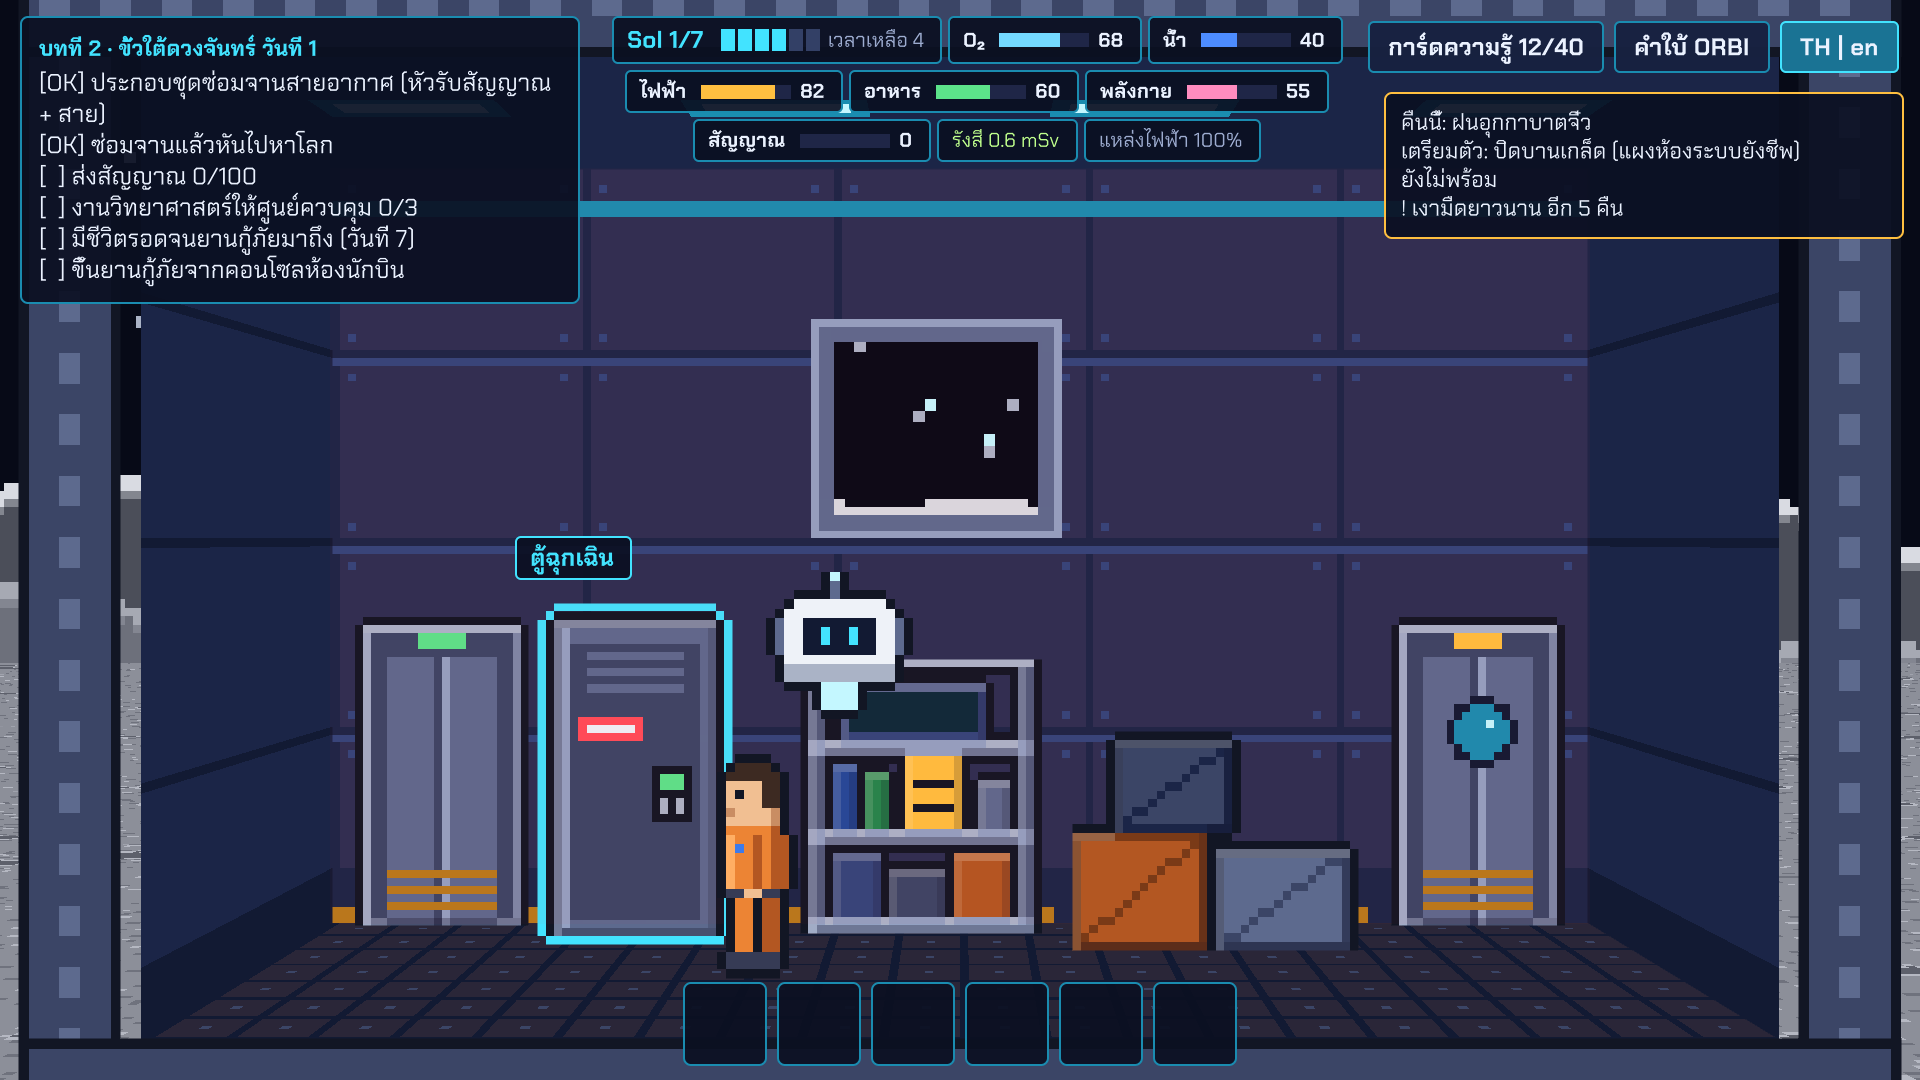 บทที่ 2 · ขั้วใต้ดวงจันทร์ วันที่ 1
[OK] ประกอบชุดซ่อมจานสายอากาศ (หัวรับสัญญาณ
+ สาย)
[OK] ซ่อมจานแล้วหันไปหาโลก
[ ] ส่งสัญญาณ 0/100
[ ] งานวิทยาศาสตร์ให้ศูนย์ควบคุม 0/3
[ ] มีชีวิตรอดจนยานกู้ภัยมาถึง (วันที่ 7)
[ ] ขึ้นยานกู้ภัยจากคอนโซลห้องนักบิน
Sol 1/7 เวลาเหลือ 4
O₂ 68
น้ำ 40
ไฟฟ้า 82
อาหาร 60
พลังกาย 55
สัญญาณ 0
รังสี 0.6 mSv
แหล่งไฟฟ้า 100%
การ์ดความรู้ 12/40
คำใบ้ ORBI
TH | en
คืนนี้: ฝนอุกกาบาตจิ๋ว
เตรียมตัว: ปิดบานเกล็ด (แผงห้องระบบยังชีพ)
ยังไม่พร้อม
! เงามืดยาวนาน อีก 5 คืน
ตู้ฉุกเฉิน